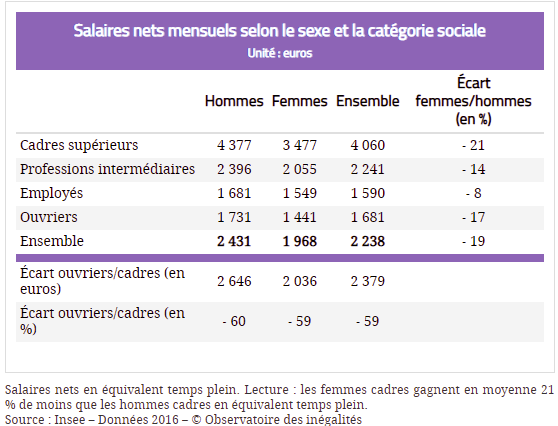 Salaires nets mensuels selon le sexe et la catégorie sociale
Unité : euros
Hommes Femmes Ensemble Écart femmes/hommes (en %)
Cadres supérieurs 4 377 3 477 4 060 - 21
Professions intermédiaires 2 396 2 055 2 241 - 14
Employés 1 681 1 549 1 590 - 8
Ouvriers 1 731 1 441 1 681 - 17
Ensemble 2 431 1 968 2 238 - 19
Écart ouvriers/cadres (en euros) 2 646 2 036 2 379
Écart ouvriers/cadres (en %) - 60 - 59 - 59
Salaires nets en équivalent temps plein. Lecture : les femmes cadres gagnent en moyenne 21
% de moins que les hommes cadres en équivalent temps plein.
Source : Insee – Données 2016 – © Observatoire des inégalités